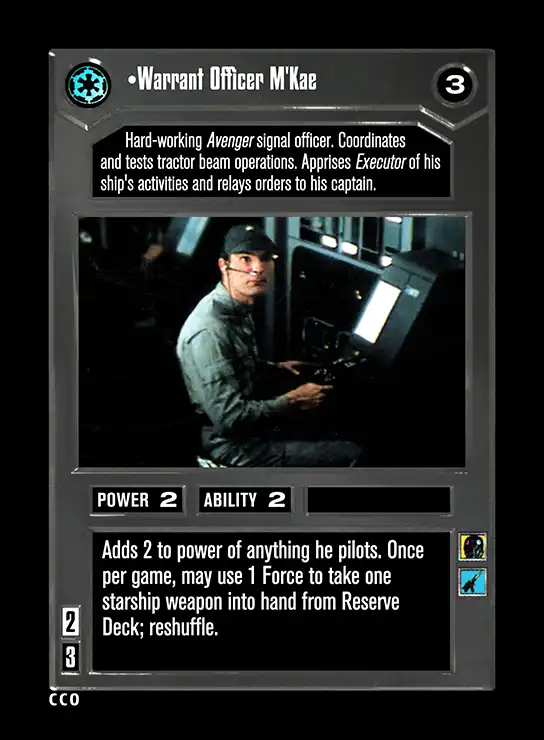 •Warrant Officer M'Kae
3
Hard-working Avenger signal officer. Coordinates
and tests tractor beam operations. Apprises Executor of his
ship's activities and relays orders to his captain.
POWER 2 ABILITY 2
Adds 2 to power of anything he pilots. Once
per game, may use 1 Force to take one
starship weapon into hand from Reserve
Deck; reshuffle.
2
3
CCO